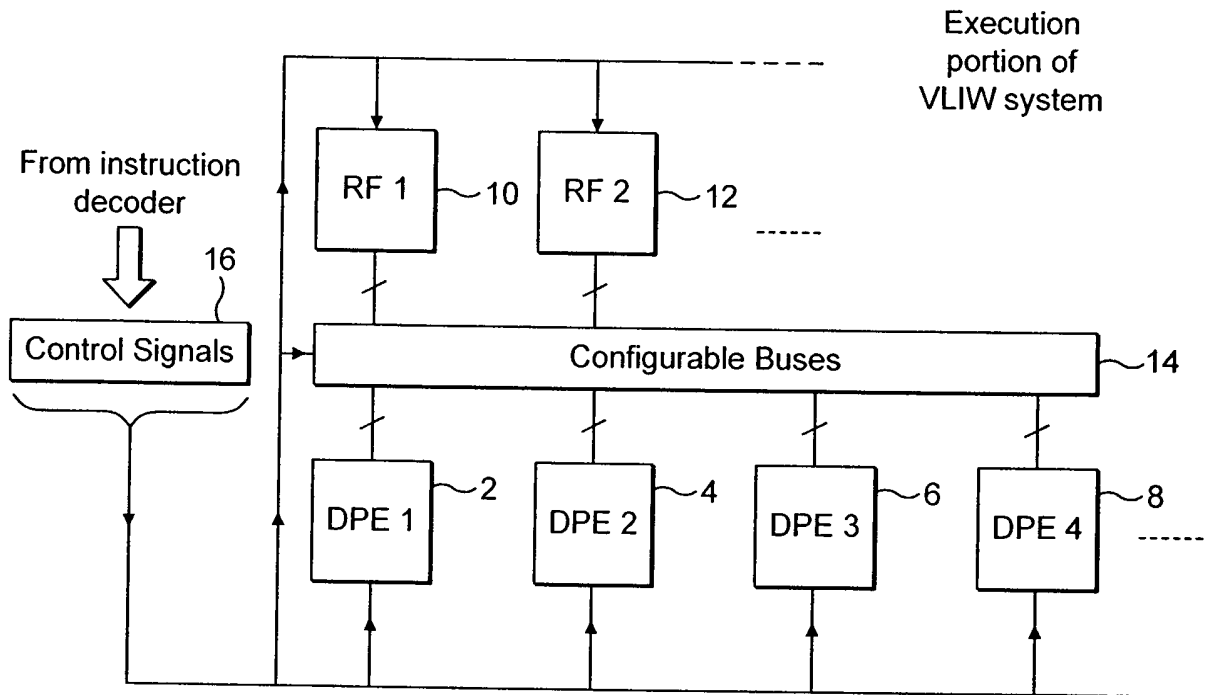 Execution
portion of
VLIW system
From instruction
decoder
RF 1
10
RF 2
12
16
Control Signals
Configurable Buses
14
DPE 1
2
DPE 2
4
DPE 3
6
DPE 4
8